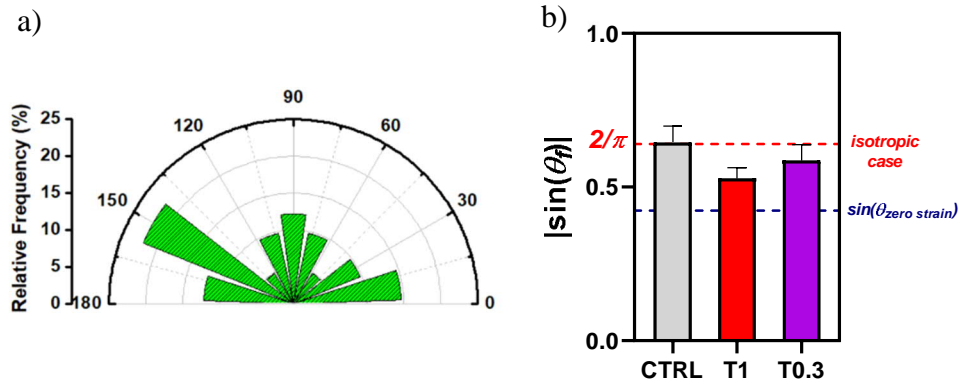 a)
Relative Frequency (%)
25
20
15
10
5
0
180
150
120
90
60
30
0
b)
|sin(θf)|
1.0
2/π
0.5
0.0
isotropic
case
sin(θzero strain)
CTRL T1 T0.3